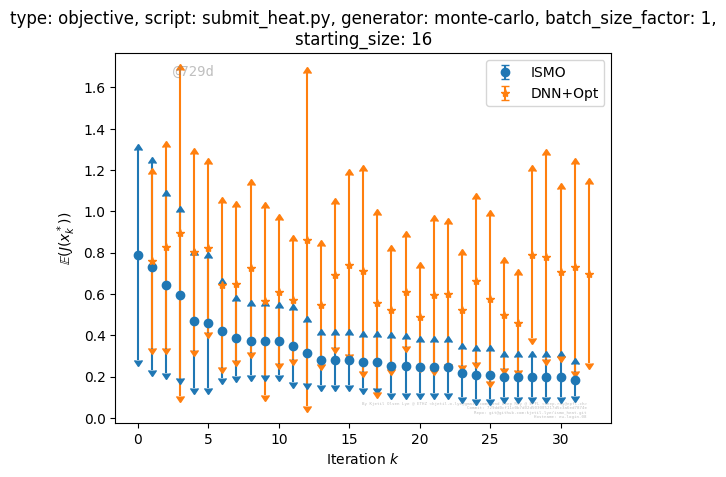 type: objective, script: submit_heat.py, generator: monte-carlo, batch_size_factor: 1,
starting_size: 16
@729d
ISMO
DNN+Opt
1.6
1.4
1.2
1.0
0.8
0.6
0.4
0.2
0.0
𝔼(J(x*k))
0
5
10
15
20
25
30
Iteration k